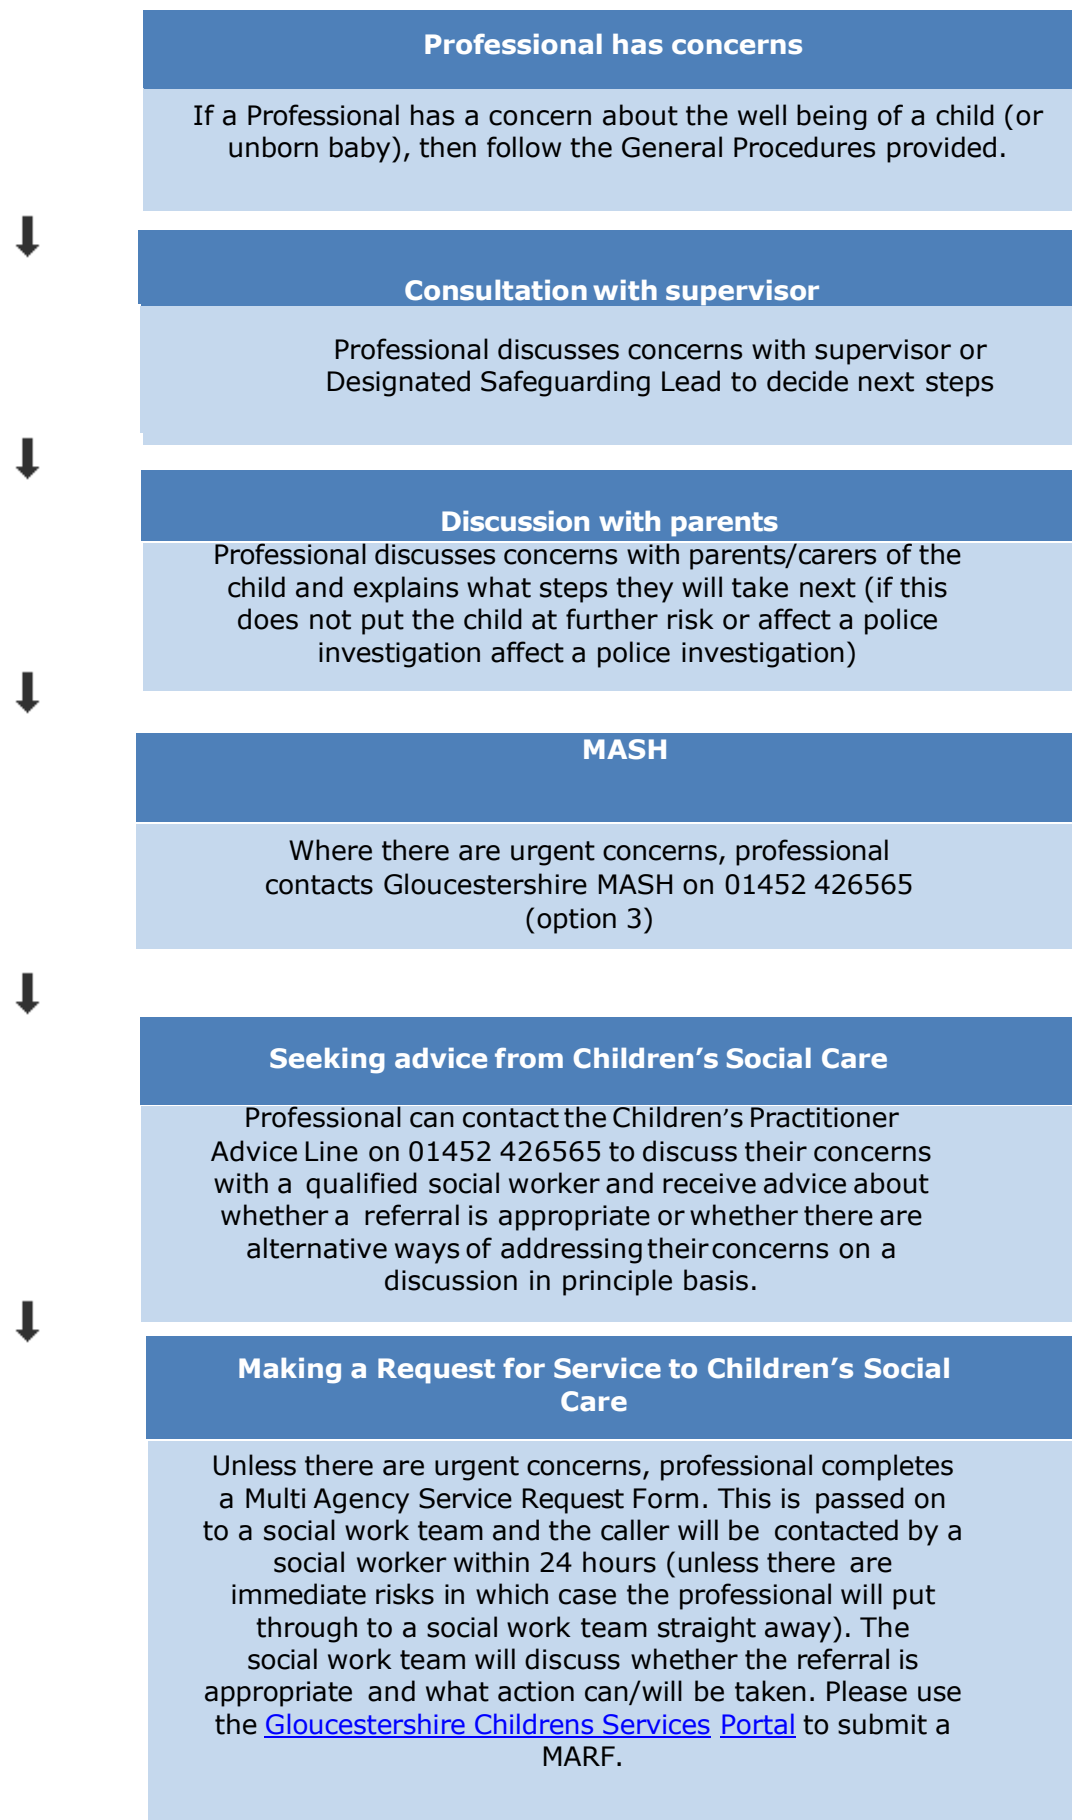 Professional has concerns
If a Professional has a concern about the well being of a child (or
unborn baby), then follow the General Procedures provided.
Consultation with supervisor
Professional discusses concerns with supervisor or
Designated Safeguarding Lead to decide next steps
Discussion with parents
Professional discusses concerns with parents/carers of the
child and explains what steps they will take next (if this
does not put the child at further risk or affect a police
investigation affect a police investigation)
MASH
Where there are urgent concerns, professional
contacts Gloucestershire MASH on 01452 426565
(option 3)
Seeking advice from Children’s Social Care
Professional can contact the Children’s Practitioner
Advice Line on 01452 426565 to discuss their concerns
with a qualified social worker and receive advice about
whether a referral is appropriate or whether there are
alternative ways of addressing their concerns on a
discussion in principle basis.
Making a Request for Service to Children’s Social
Care
Unless there are urgent concerns, professional completes
a Multi Agency Service Request Form. This is passed on
to a social work team and the caller will be contacted by a
social worker within 24 hours (unless there are
immediate risks in which case the professional will put
through to a social work team straight away). The
social work team will discuss whether the referral is
appropriate and what action can/will be taken. Please use
the Gloucestershire Childrens Services Portal to submit a
MARF.